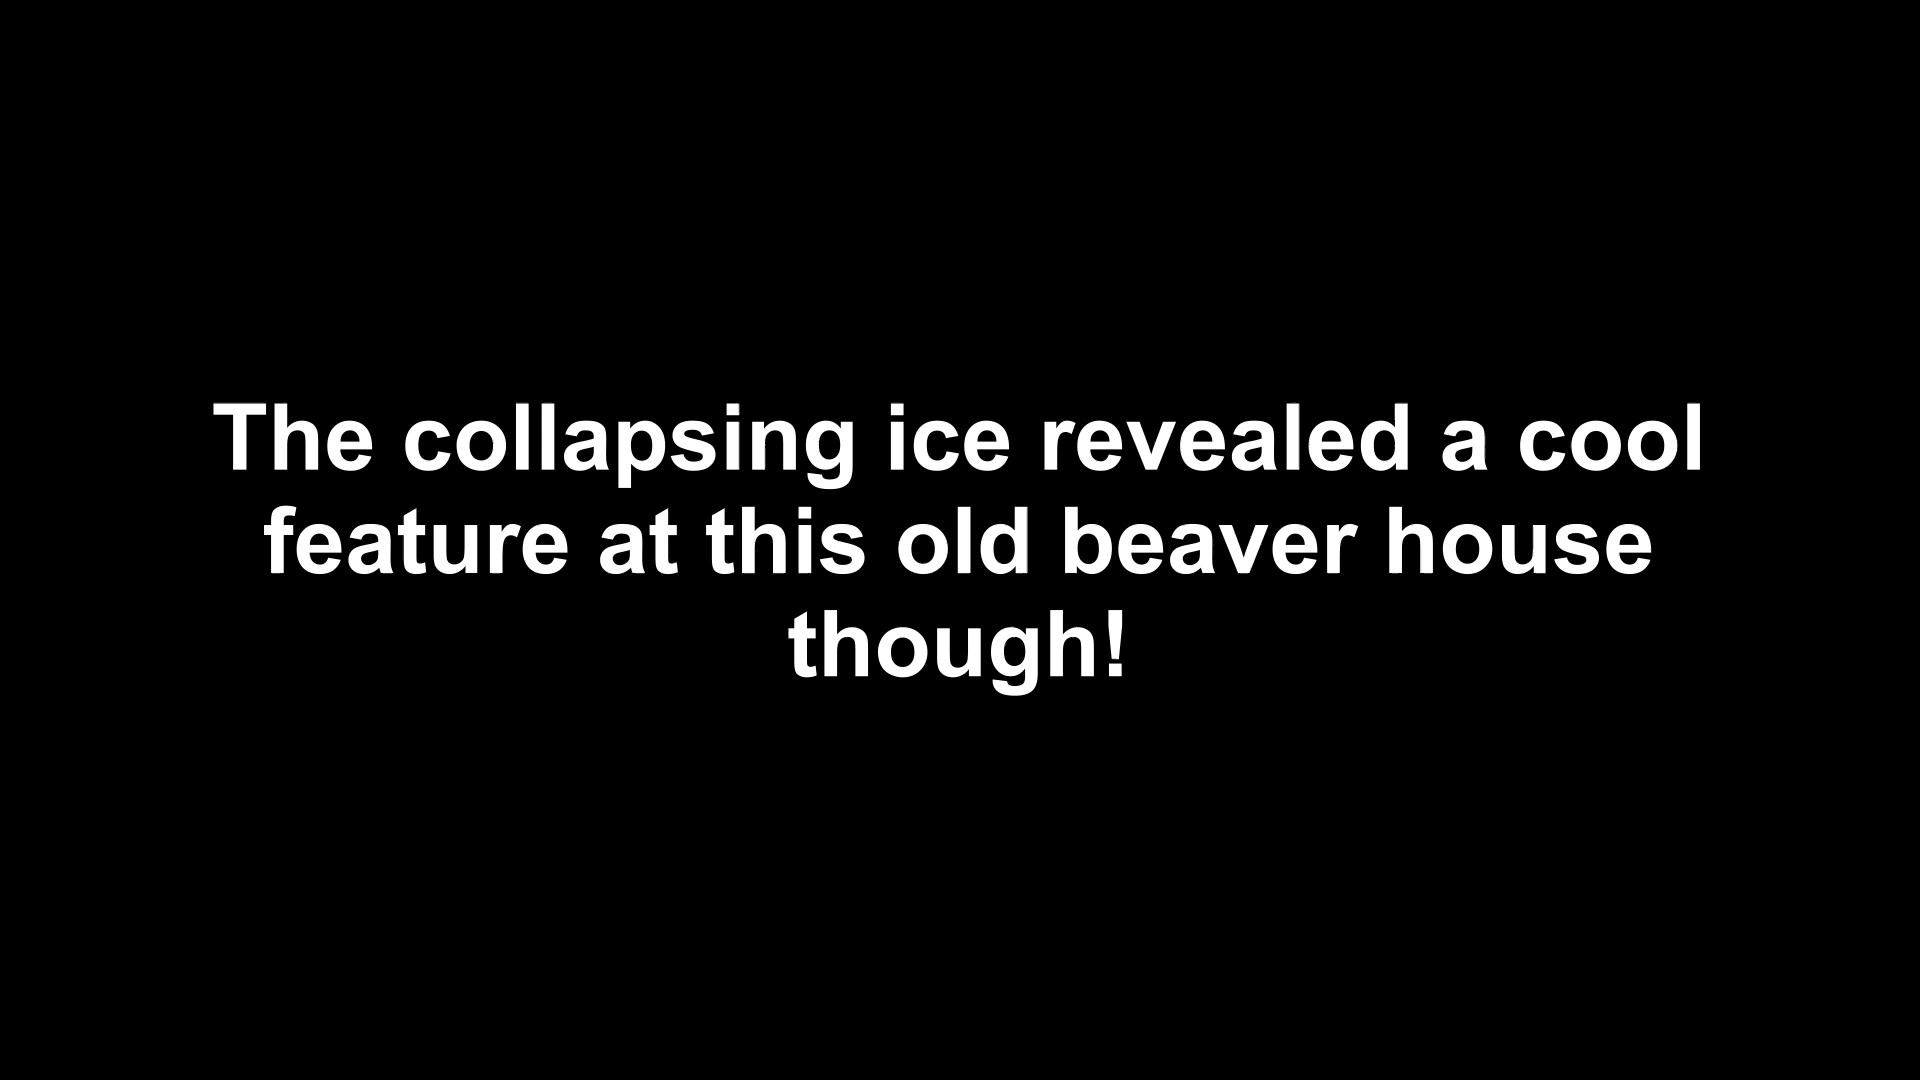 The collapsing ice revealed a cool
feature at this old beaver house
though!